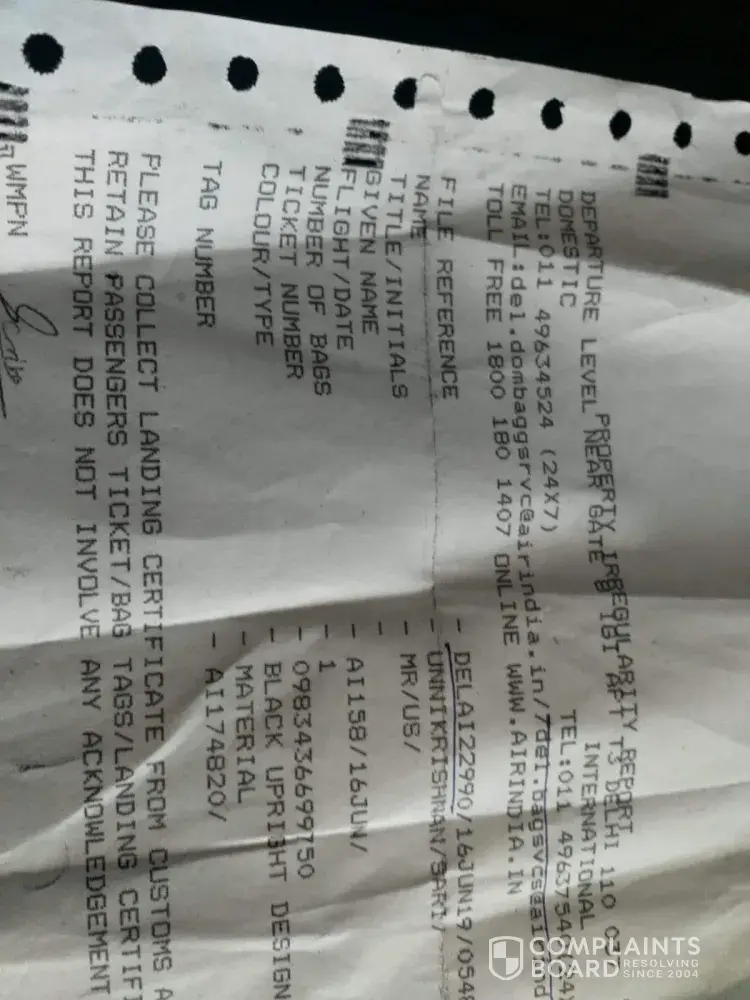 PROPERTY IRREGULARITY REPORT
DEPARTURE LEVEL NEAR GATE 8 IGI APT T3 DELHI 110
DOMESTIC INTERNATIONAL
TEL:011 49634524 (24X7) TEL:011
EMAIL:del.dombaggsrvc@airindia.in/7del.bagsvcs@
TOLL FREE 1800 180 1407 ONLINE WWW.AIRINDIA.IN
FILE REFERENCE - DELAI22990/16JUN19/054
NAME - UNNIKRISHNAN/SARI/
TITLE/INITIALS - MR/US/
GIVEN NAME -
FLIGHT/DATE - AI158/16JUN/
NUMBER OF BAGS - 1
TICKET NUMBER - 09834366997​50
COLOUR/TYPE - BLACK UPRIGHT DESIGN
- MATERIAL
TAG NUMBER - AI174820/
PLEASE COLLECT LANDING CERTIFICATE FROM CUSTOMS A
RETAIN PASSENGERS TICKET/BAG TAGS/LANDING CERTIFI
THIS REPORT DOES NOT INVOLVE ANY ACKNOWLEDGEMENT
WMPN
COMPLAINTS
BOARD RESOLVING
SINCE 2004